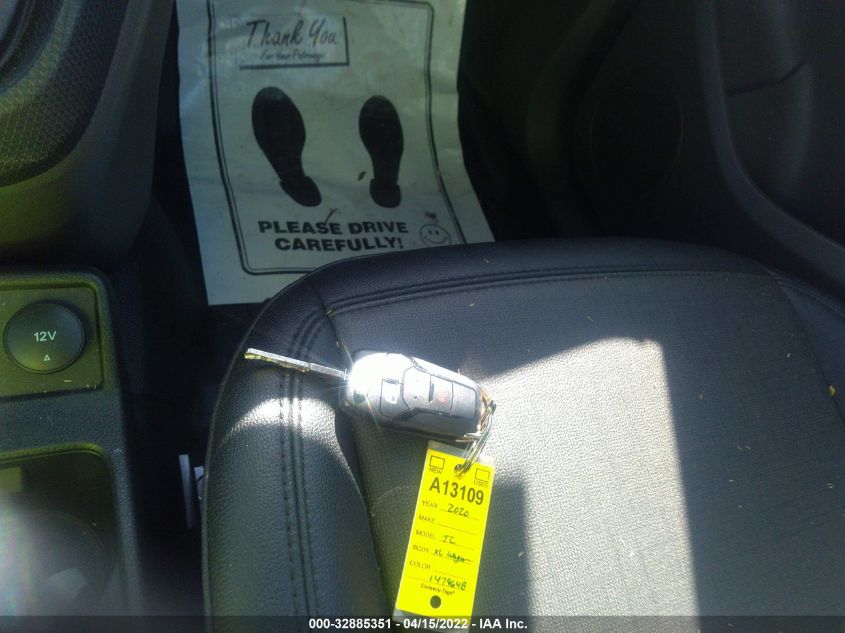 Thank You
For Your Patronage
PLEASE DRIVE
CAREFULLY!
12V
NEW USED
A13109
YEAR 2020
MAKE
MODEL TC
BODY XL Wagon
COLOR
147964B
000-32885351 - 04/15/2022 - IAA Inc.